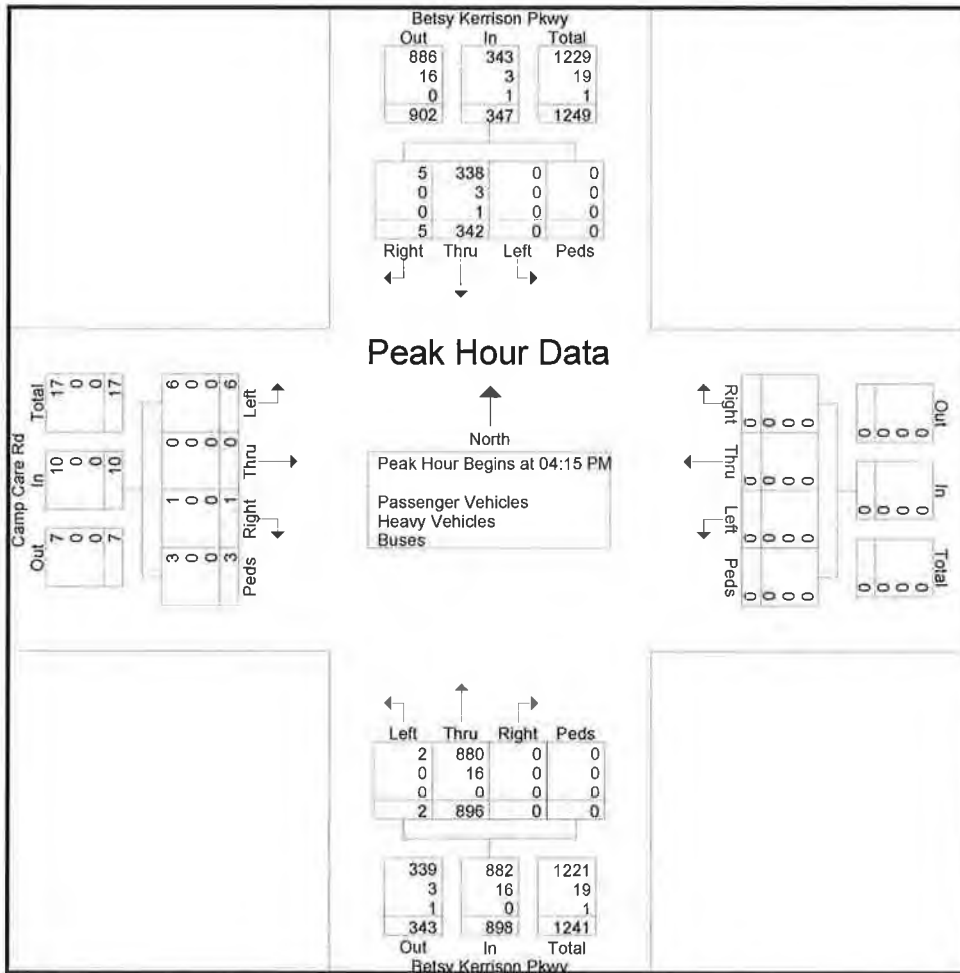 Betsy Kerrison Pkwy
Out In Total
886 343 1229
16 3 19
0 1 1
902 347 1249
5 338 0 0
0 3 0 0
0 1 0 0
5 342 0 0
Right Thru Left Peds
Peak Hour Data
North
Peak Hour Begins at 04:15 PM
Passenger Vehicles
Heavy Vehicles
Buses
Camp Care Rd
Out In Total
7 10 17
0 0 0
0 0 0
7 10 17
Peds Right Thru Left
3 1 0 6
0 0 0 0
0 0 0 0
3 1 0 6
Right Thru Left Peds
0 0 0 0
0 0 0 0
0 0 0 0
0 0 0 0
Out In Total
0 0 0
0 0 0
0 0 0
0 0 0
Left Thru Right Peds
2 880 0 0
0 16 0 0
0 0 0 0
2 896 0 0
339 882 1221
3 16 19
1 0 1
343 898 1241
Out In Total
Betsy Kerrison Pkwy